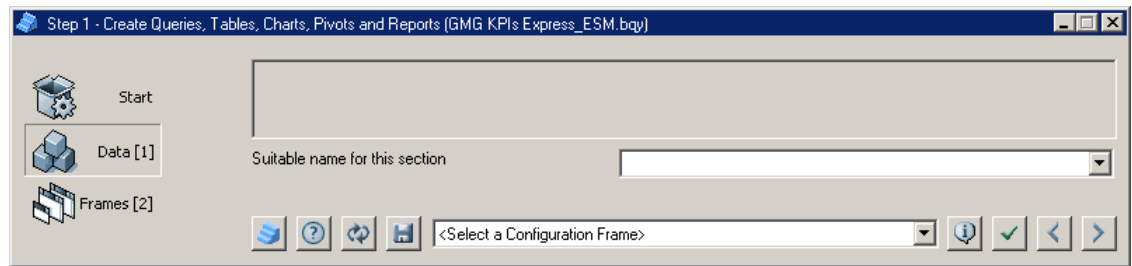 Step 1 - Create Queries, Tables, Charts, Pivots and Reports (GMG KPIs Express_ESM.bqy)
Start
Data [1]
Suitable name for this section
Frames [2]
<Select a Configuration Frame>